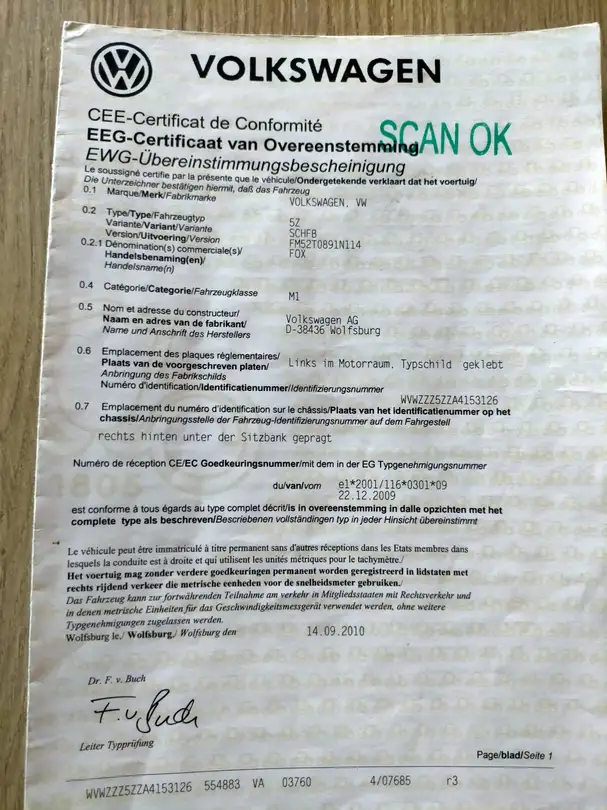 VOLKSWAGEN
CEE-Certificat de Conformité
SCAN OK
EEG-Certificaat van Overeenstemming
EWG-Übereinstimmungsbescheinigung
Le soussigné certifie par la présente que le véhicule/Ondergetekende verklaart dat het voertuig/
Die Unterzeichner bestätigen hiermit, daß das Fahrzeug
0.1 Marque/Merk/Fabrikmarke VOLKSWAGEN, VW
0.2 Type/Type/Fahrzeugtyp 5Z
Variante/Variant/Variante SCHFB
Version/Uitvoering/Version FM52T0891N114
0.2.1 Dénomination(s) commerciale(s)/ FOX
Handelsbenaming(en)/
Handelsname(n)
0.4 Catégorie/Categorie/Fahrzeugklasse M1
0.5 Nom et adresse du constructeur/ Volkswagen AG
Naam en adres van de fabrikant/ D-38436 Wolfsburg
Name und Anschrift des Herstellers
0.6 Emplacement des plaques réglementaires/
Plaats van de voorgeschreven platen/ Links im Motorraum, Typschild geklebt
Anbringung des Fabrikschilds
Numéro d'identification/Identificatienummer/Identifizierungsnummer
WVWZZZ5ZZA4153126
0.7 Emplacement du numéro d'identification sur le châssis/Plaats van het identificatienummer op het
chassis/Anbringungsstelle der Fahrzeug-Identifizierungsnummer auf dem Fahrgestell
rechts hinten unter der Sitzbank gepragt
Numéro de réception CE/EC Goedkeuringsnummer/mit dem in der EG Typgenehmigungsnummer
du/van/vom e1*2001/116*0301*09
22.12.2009
est conforme à tous égards au type complet décrit/is in overeenstemming in dalle opzichten met het
complete type als beschreven/Beschriebenen vollständingen typ in jeder Hinsicht übereinstimmt
Le véhicule peut être immatriculé à titre permanent sans d'autres réceptions dans les Etats membres dans
lesquels la conduite est à droite et qui utilisent les unités métriques pour le tachymètre./
Het voertuig mag zonder verdere goedkeuringen permanent worden geregistreerd in lidstaten met
rechts rijdend verkeer die metrische eenheden voor de snelheidsmeter gebruiken./
Das Fahrzeug kann zur fortwährenden Teilnahme am verkehr in Mitgliedsstaaten mit Rechtsverkehr und
in denen metrische Einheiten für das Geschwindigkeitsmessgerät verwendet werden, ohne weitere
Typgenehmigungen zugelassen werden.
Wolfsburg le./ Wolfsburg,/ Wolfsburg den 14.09.2010
Dr. F. v. Buch
F. v Buch
Leiter Typprüfung
Page/blad/Seite 1
WVWZZZ5ZZA4153126 554883 VA 03760 4/07685 r3